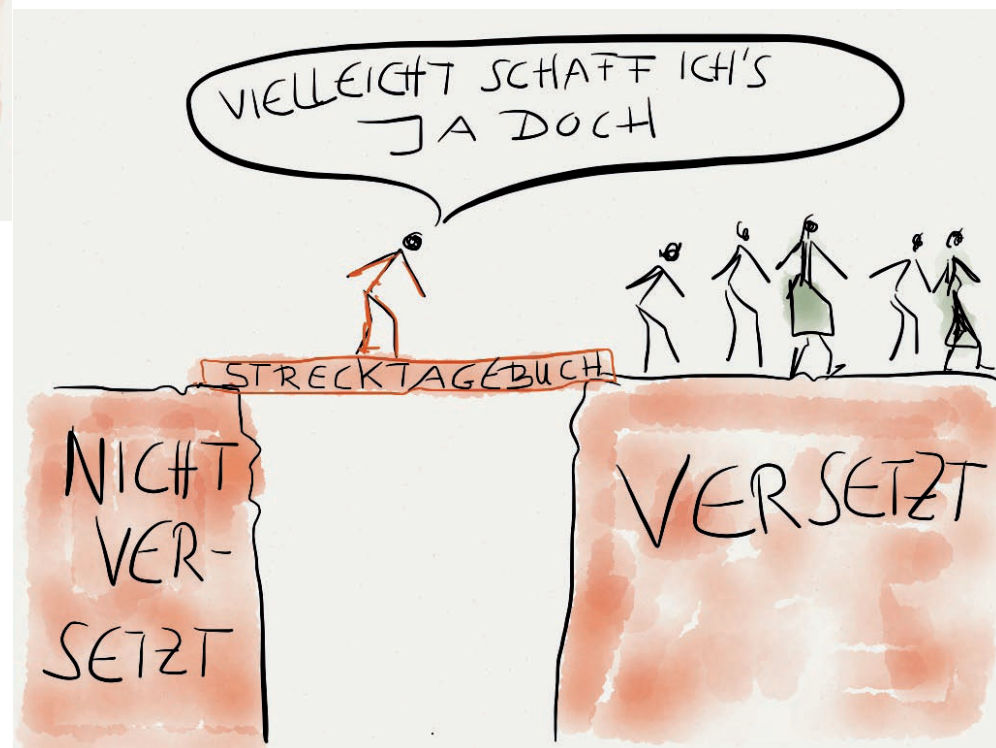 VIELLEICHT SCHAFF ICH'S
JA DOCH
STRECKTAGEBUCH
NICHT
VER-
SETZT
VERSETZT